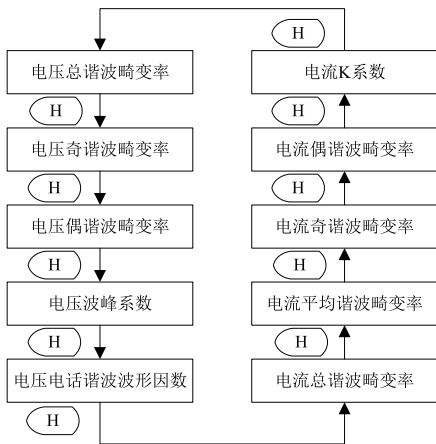 H
电压总谐波畸变率
H
电压奇谐波畸变率
H
电压偶谐波畸变率
H
电压波峰系数
H
电压电话谐波波形因数
H
电流总谐波畸变率
H
电流平均谐波畸变率
H
电流奇谐波畸变率
H
电流偶谐波畸变率
H
电流K系数